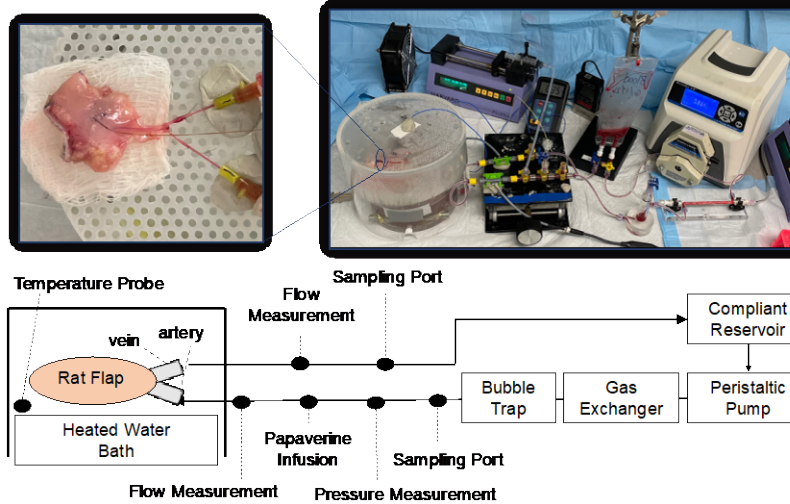 Temperature Probe
Sampling Port
Flow
Measurement
vein
artery
Rat Flap
Heated Water
Bath
Compliant
Reservoir
Bubble
Trap
Gas
Exchanger
Peristaltic
Pump
Papaverine
Infusion
Sampling Port
Flow Measurement
Pressure Measurement